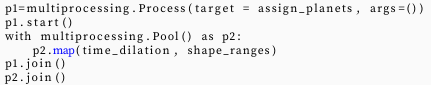 p1=multiprocessing.Process(target = assign_planets , args=())
p1.start()
with multiprocessing.Pool() as p2:
    p2.map(time_dilation , shape_ranges)
p1.join()
p2.join()